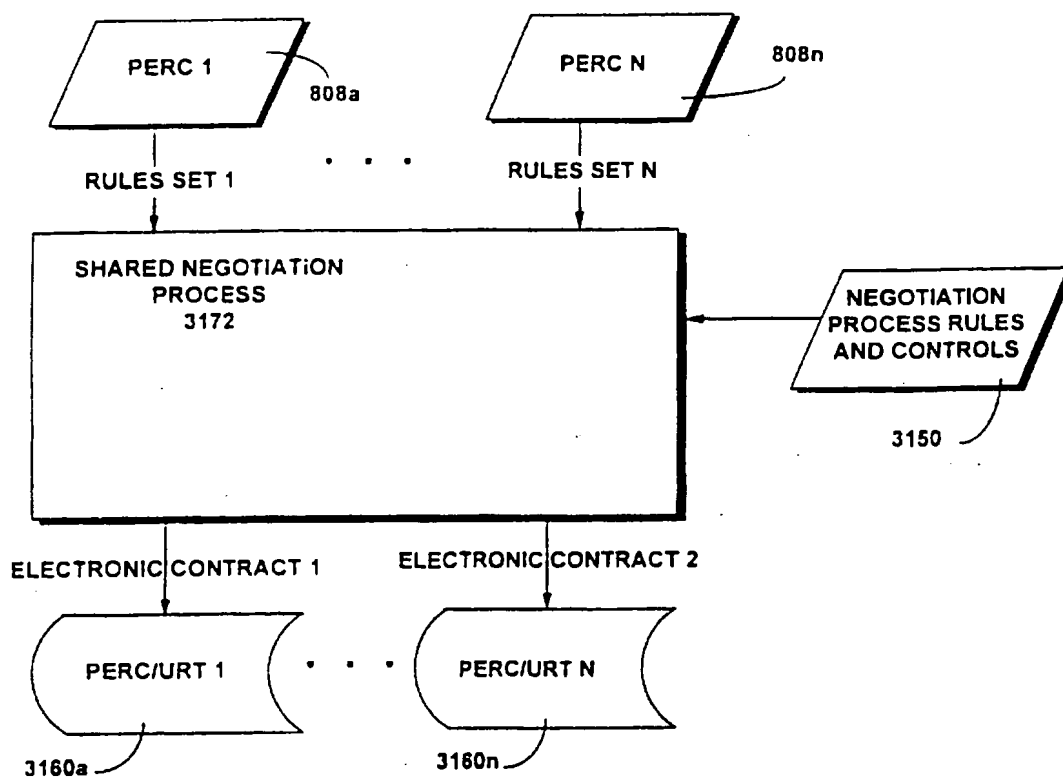 PERC 1
808a
PERC N
808n
RULES SET 1
RULES SET N
SHARED NEGOTIATiON
PROCESS
3172
NEGOTIATION
PROCESS RULES
AND CONTROLS
3150
ELECTRONIC CONTRACT 1
ELECTRONIC CONTRACT 2
PERC/URT 1
PERC/URT N
3160a
3160n